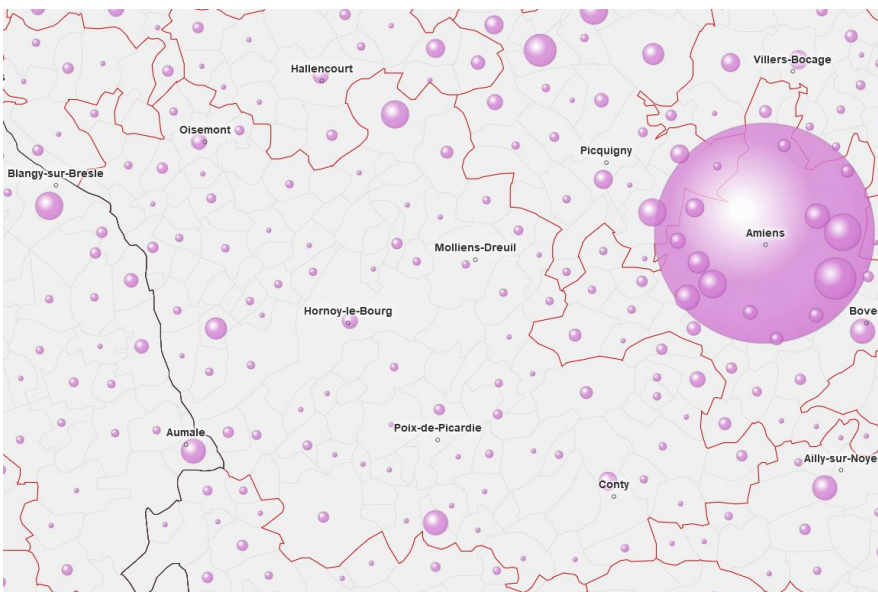 Villers-Bocage
Hallencourt
Oisemont
Picquigny
Blangy-sur-Bresle
Amiens
Molliens-Dreuil
Hornoy-le-Bourg
Bove
Poix-de-Picardie
Aumale
Ailly-sur-Noye
Conty